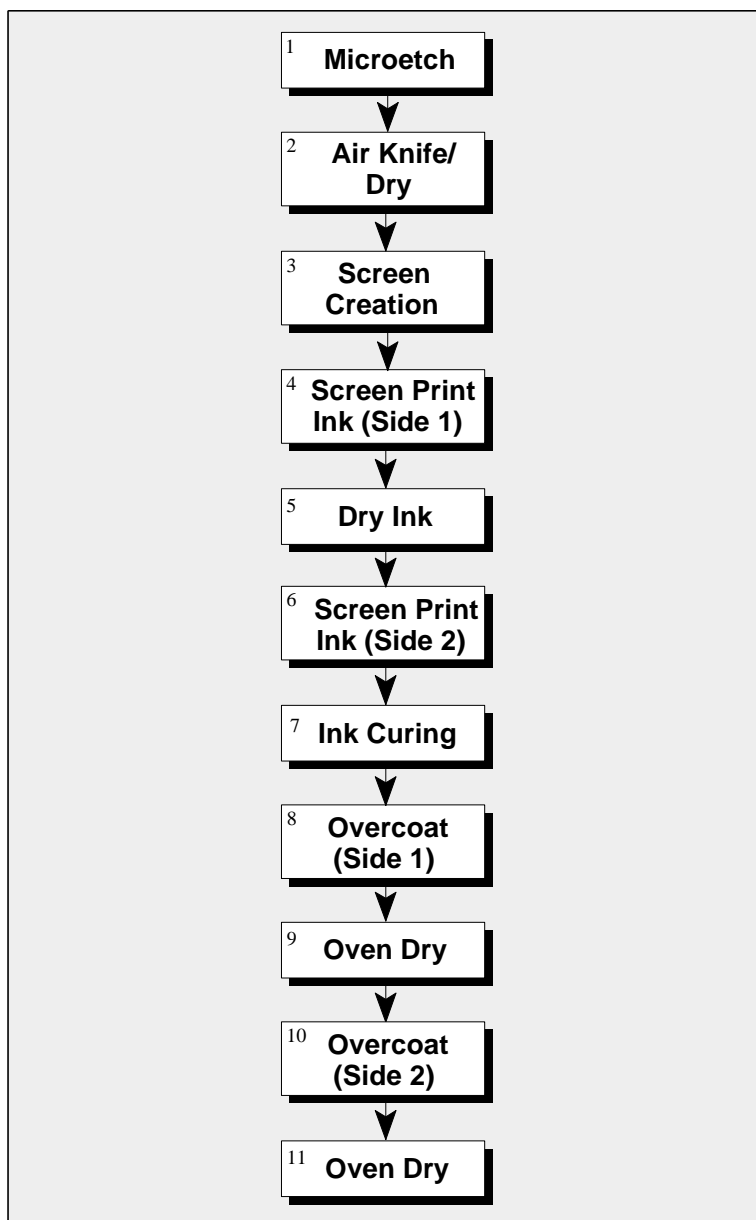 1
Microetch
2
Air Knife/
Dry
3
Screen
Creation
4
Screen Print
Ink (Side 1)
5
Dry Ink
6
Screen Print
Ink (Side 2)
7
Ink Curing
8
Overcoat
(Side 1)
9
Oven Dry
10
Overcoat
(Side 2)
11
Oven Dry